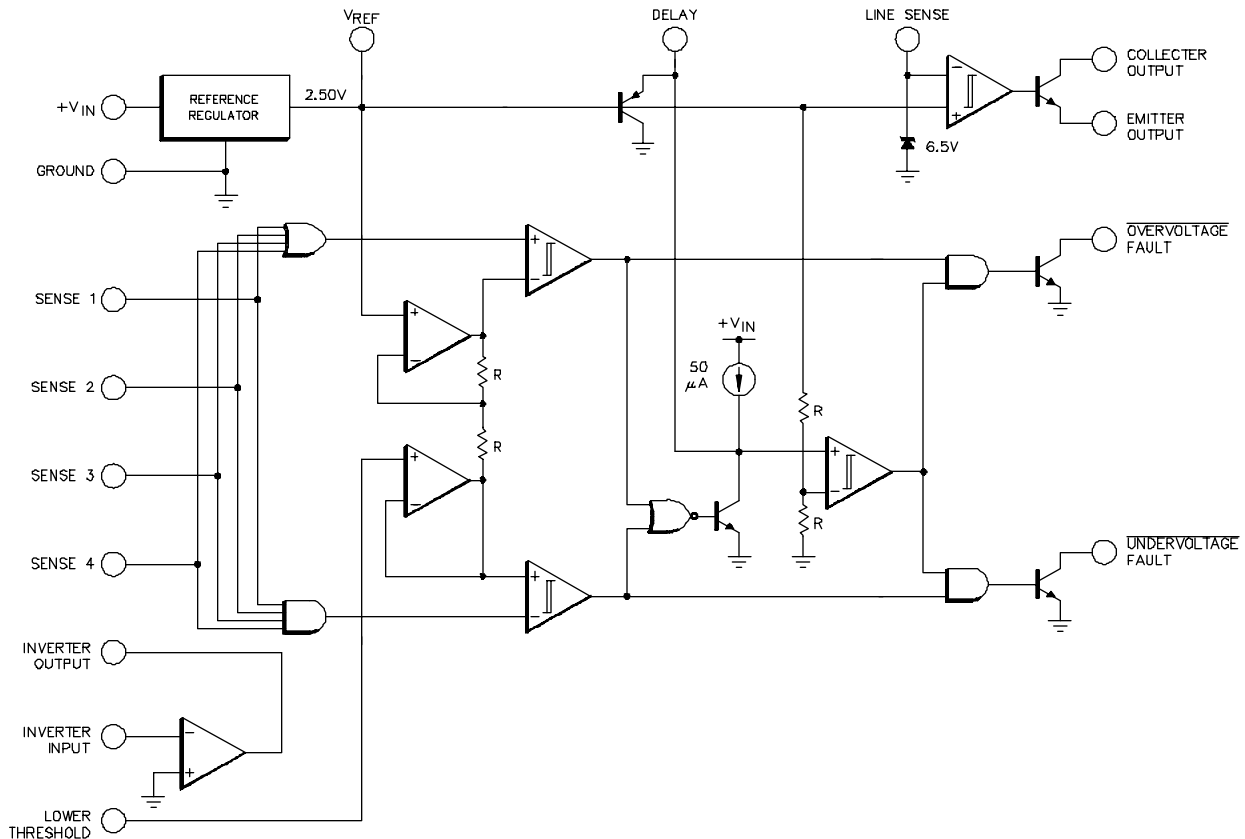 VREF
DELAY
LINE SENSE
COLLECTER
OUTPUT
EMITTER
OUTPUT
+VIN
REFERENCE
REGULATOR
2.50V
−
+
6.5V
GROUND
OVERVOLTAGE
FAULT
+
−
SENSE 1
+
−
R
+VIN
50
µA
SENSE 2
R
R
+
−
SENSE 3
+
−
R
SENSE 4
+
−
UNDERVOLTAGE
FAULT
INVERTER
OUTPUT
INVERTER
INPUT
−
+
LOWER
THRESHOLD